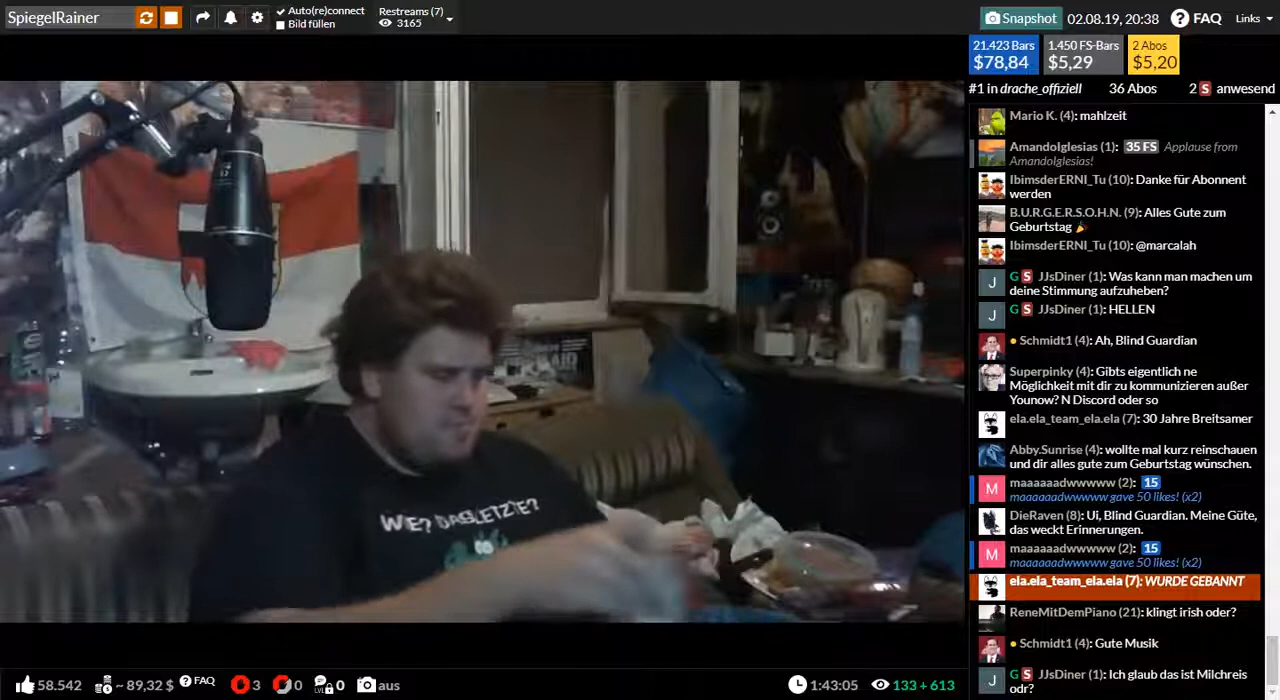 SpiegelRainer
Auto(re)connect
Bild füllen
Restreams (7)
3165
Snapshot
02.08.19, 20:38
FAQ
Links
21.423 Bars
$78,84
1.450 FS-Bars
$5,29
2 Abos
$5,20
#1 in drache_offiziell
36 Abos
2 S anwesend
Mario K. (4): mahlzeit
AmandoIglesias (1): 35 FS Applause from
AmandoIglesias!
IbimsderERNI_Tu (10): Danke für Abonnent
werden
B.U.R.G.E.R.S.O.H.N. (9): Alles Gute zum
Geburtstag 🎉
IbimsderERNI_Tu (10): @marcalah
J
G S JJsDiner (1): Was kann man machen um
deine Stimmung aufzuheben?
J
G S JJsDiner (1): HELLEN
Schmidt1 (4): Ah, Blind Guardian
Superpinky (4): Gibts eigentlich ne
Möglichkeit mit dir zu kommunizieren außer
Younow? N Discord oder so
ela.ela_team_ela.ela (7): 30 Jahre Breitsamer
Abby.Sunrise (4): wollte mal kurz reinschauen
und dir alles gute zum Geburtstag wünschen.
M
maaaaaadwwwww (2): 15
maaaaaadwwwww gave 50 likes! (x2)
DieRaven (8): Ui, Blind Guardian. Meine Güte,
das weckt Erinnerungen.
M
maaaaaadwwwww (2): 15
maaaaaadwwwww gave 50 likes! (x2)
ela.ela_team_ela.ela (7): WURDE GEBANNT
ReneMitDemPiano (21): klingt irish oder?
Schmidt1 (4): Gute Musik
J
G S JJsDiner (1): Ich glaub das ist Milchreis
odr?
WIE? DASLETZTE?
58.542
~ 89,32 $
FAQ
3
0
LVL
0
aus
1:43:05
133 + 613